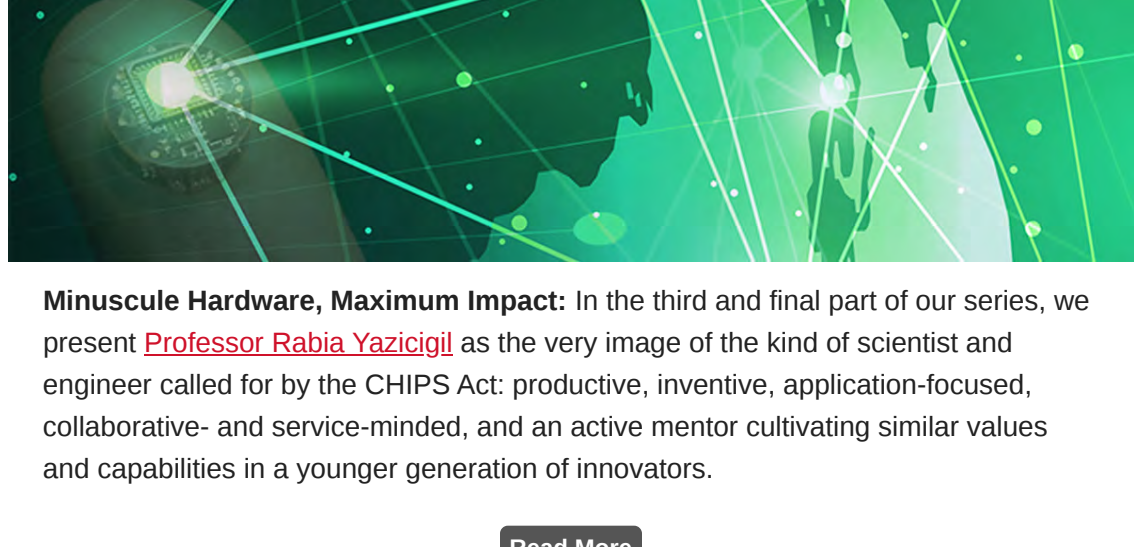 Minuscule Hardware, Maximum Impact: In the third and final part of our series, we
present Professor Rabia Yazicigil as the very image of the kind of scientist and
engineer called for by the CHIPS Act: productive, inventive, application-focused,
collaborative- and service-minded, and an active mentor cultivating similar values
and capabilities in a younger generation of innovators.
Read More